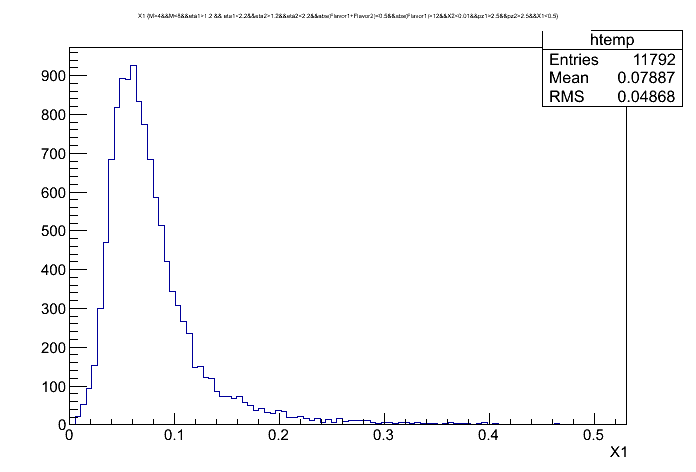 X1 {M>4&&M<8&&eta1>1.2 && eta1<2.2&&eta2>1.2&&eta2<2.2&&abs(Flavor1+Flavor2)<0.5&&abs(Flavor1)>12&&X2<0.01&&pz1>2.5&&pz2>2.5&&X1<0.5}
htemp
Entries 11792
Mean 0.07887
RMS 0.04868
900
800
700
600
500
400
300
200
100
0
0 0.1 0.2 0.3 0.4 0.5
X1